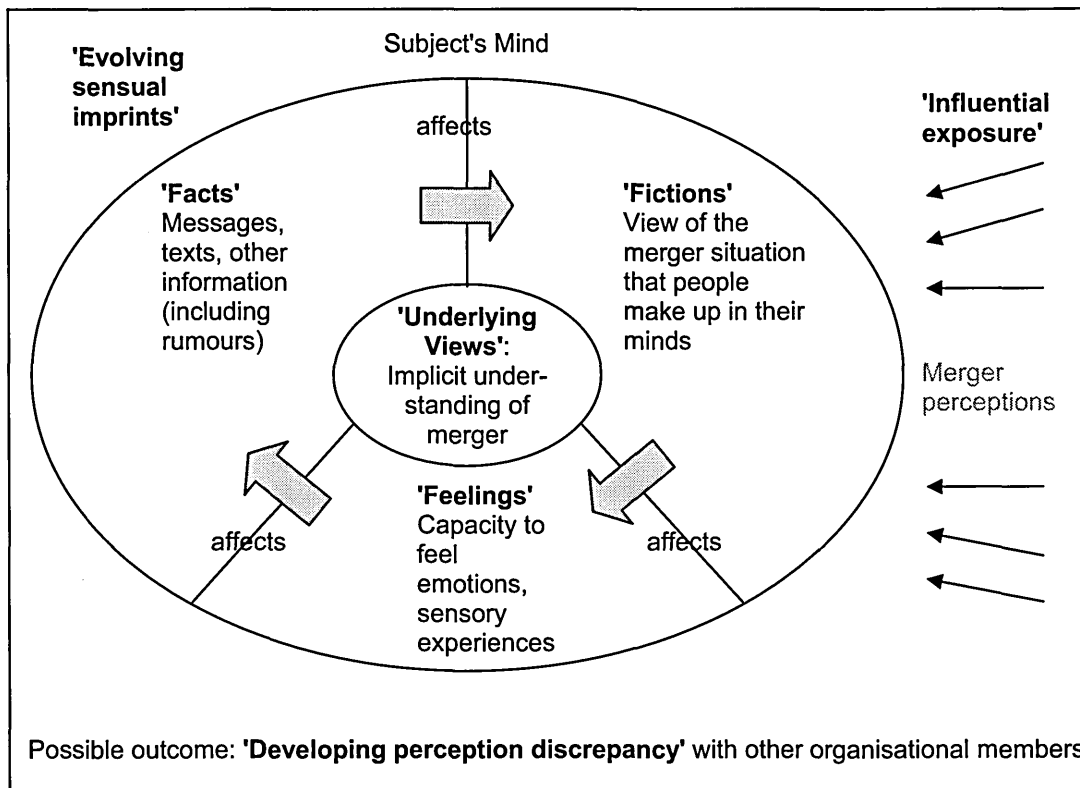 Subject's Mind
'Evolving
sensual
imprints'
affects
'Influential
exposure'
'Facts'
Messages,
texts, other
information
(including
rumours)
'Fictions'
View of the
merger situation
that people
make up in their
minds
'Underlying
Views':
Implicit under-
standing of
merger
Merger
perceptions
'Feelings'
Capacity to
feel
emotions,
sensory
experiences
affects
affects
Possible outcome: 'Developing perception discrepancy' with other organisational members